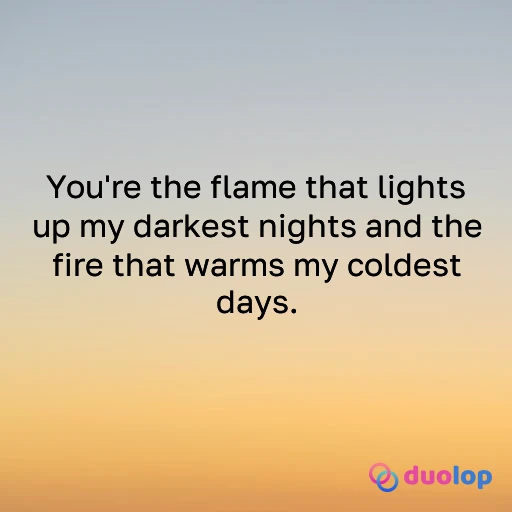 You're the flame that lights
up my darkest nights and the
fire that warms my coldest
days.
duolop